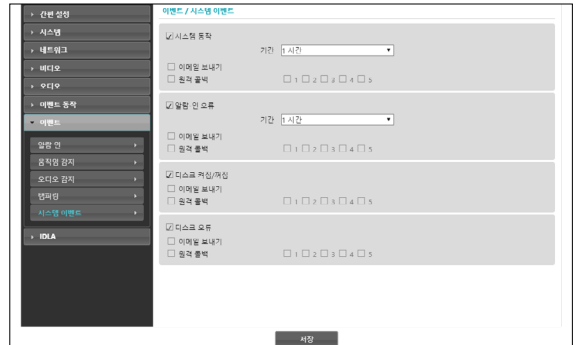 간편 설정
시스템
네트워크
비디오
오디오
이벤트 동작
이벤트
알람 인
움직임 감지
오디오 감지
탬퍼링
시스템 이벤트
IDLA
이벤트 / 시스템 이벤트
시스템 동작
기간 1 시간
이메일 보내기
원격 콜백 1 2 3 4 5
알람 인 오류
기간 1 시간
이메일 보내기
원격 콜백 1 2 3 4 5
디스크 켜짐/꺼짐
이메일 보내기
원격 콜백 1 2 3 4 5
디스크 오류
이메일 보내기
원격 콜백 1 2 3 4 5
저장